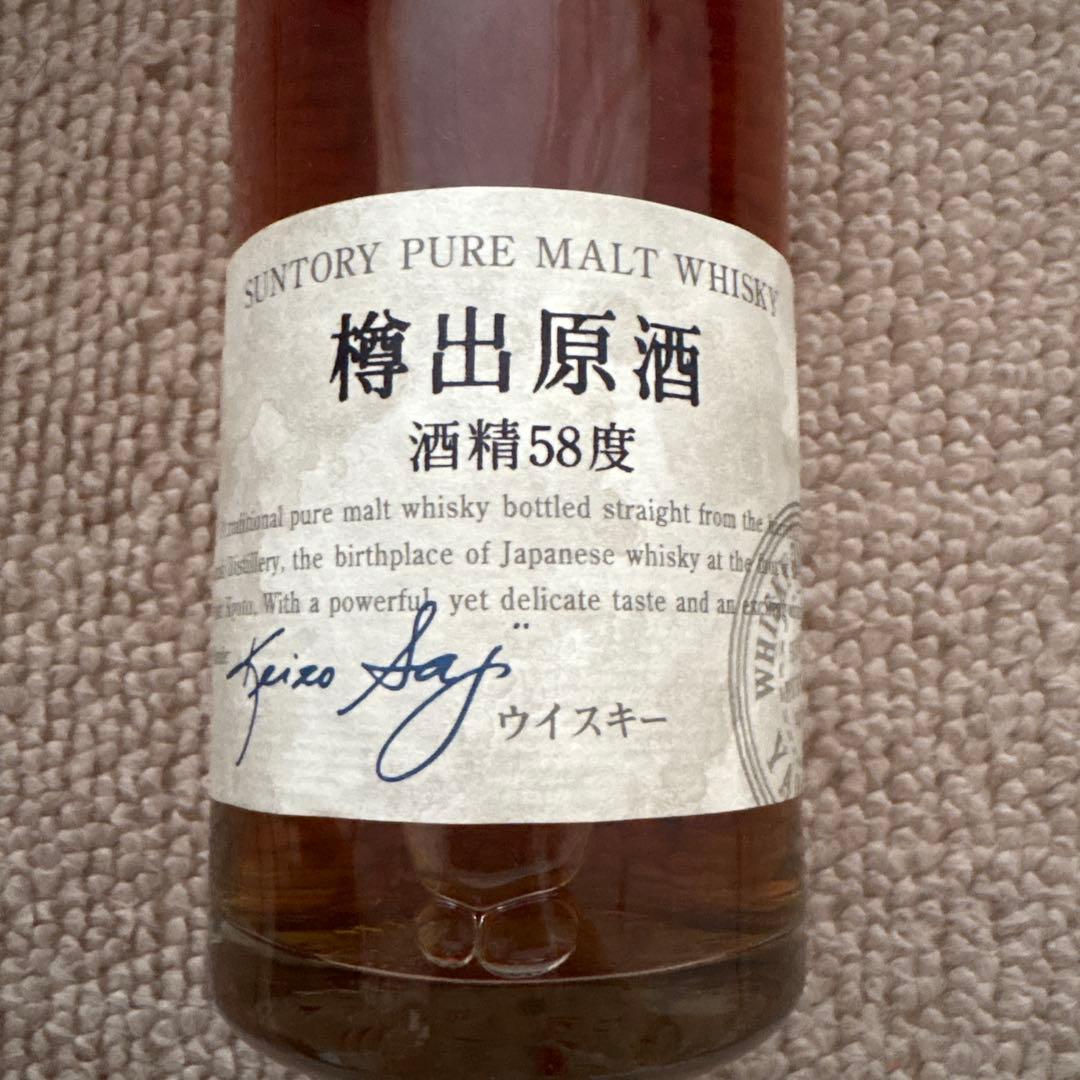 SUNTORY PURE MALT WHISKY
樽出原酒
酒精58度
traditional pure malt whisky bottled straight from the
Distillery, the birthplace of Japanese whisky at the
Kyoto. With a powerful, yet delicate taste and an
Keizo Saji
ウイスキー